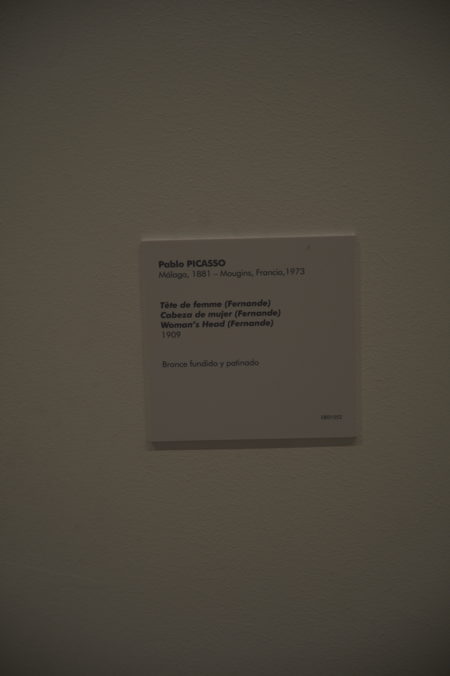 Pablo PICASSO
Málaga, 1881 – Mougins, Francia, 1973
Tête de femme (Fernande)
Cabeza de mujer (Fernande)
Woman's Head (Fernande)
1909
Bronce fundido y patinado